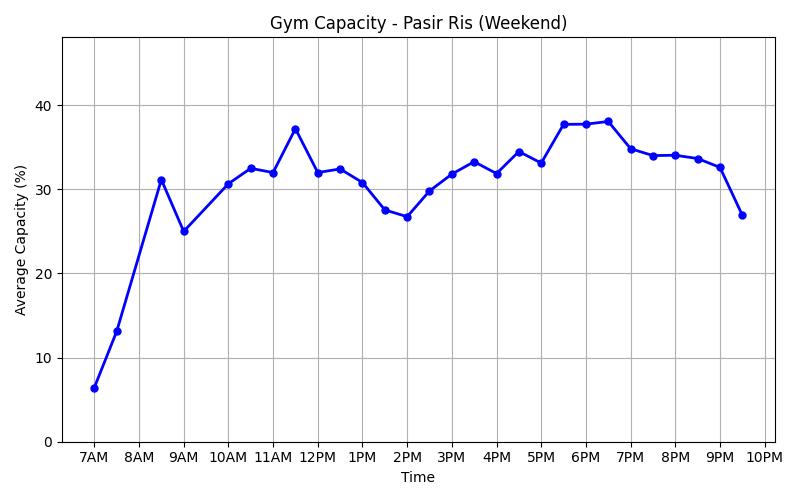 Gym Capacity - Pasir Ris (Weekend)
Average Capacity (%)
40
30
20
10
0
7AM 8AM 9AM 10AM 11AM 12PM 1PM 2PM 3PM 4PM 5PM 6PM 7PM 8PM 9PM 10PM
Time